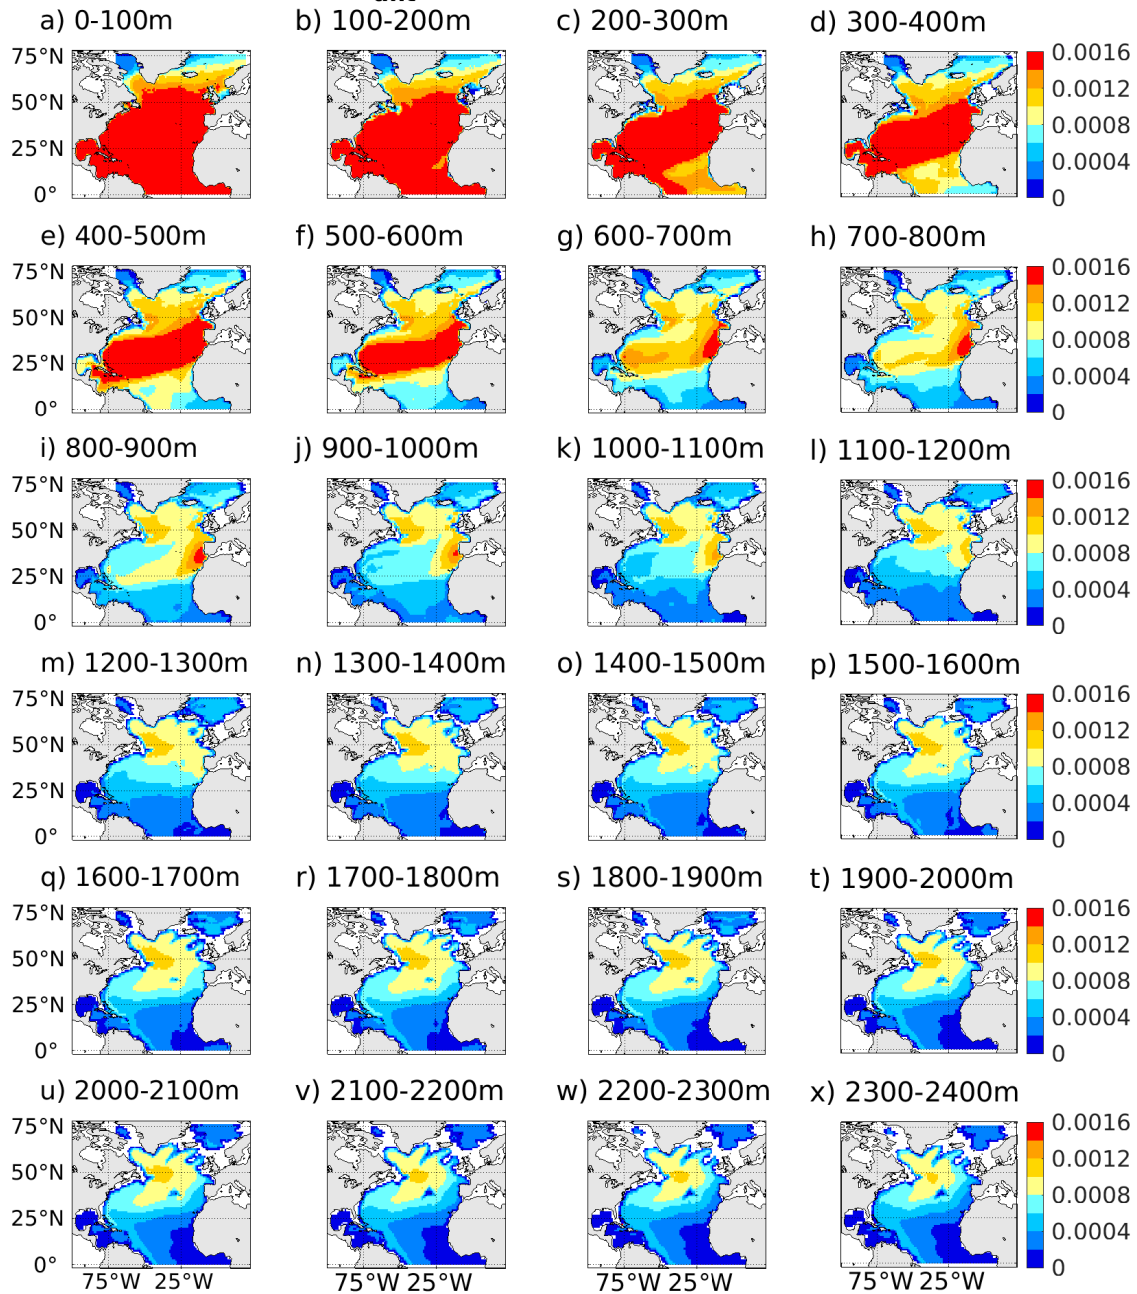 a) 0-100m b) 100-200m c) 200-300m d) 300-400m
75°N 0.0016
50°N 0.0012
0.0008
25°N 0.0004
0° 0
e) 400-500m f) 500-600m g) 600-700m h) 700-800m
75°N 0.0016
50°N 0.0012
0.0008
25°N 0.0004
0° 0
i) 800-900m j) 900-1000m k) 1000-1100m l) 1100-1200m
75°N 0.0016
50°N 0.0012
0.0008
25°N 0.0004
0° 0
m) 1200-1300m n) 1300-1400m o) 1400-1500m p) 1500-1600m
75°N 0.0016
50°N 0.0012
0.0008
25°N 0.0004
0° 0
q) 1600-1700m r) 1700-1800m s) 1800-1900m t) 1900-2000m
75°N 0.0016
50°N 0.0012
0.0008
25°N 0.0004
0° 0
u) 2000-2100m v) 2100-2200m w) 2200-2300m x) 2300-2400m
75°N 0.0016
50°N 0.0012
0.0008
25°N 0.0004
0° 0
75°W 25°W 75°W 25°W 75°W 25°W 75°W 25°W